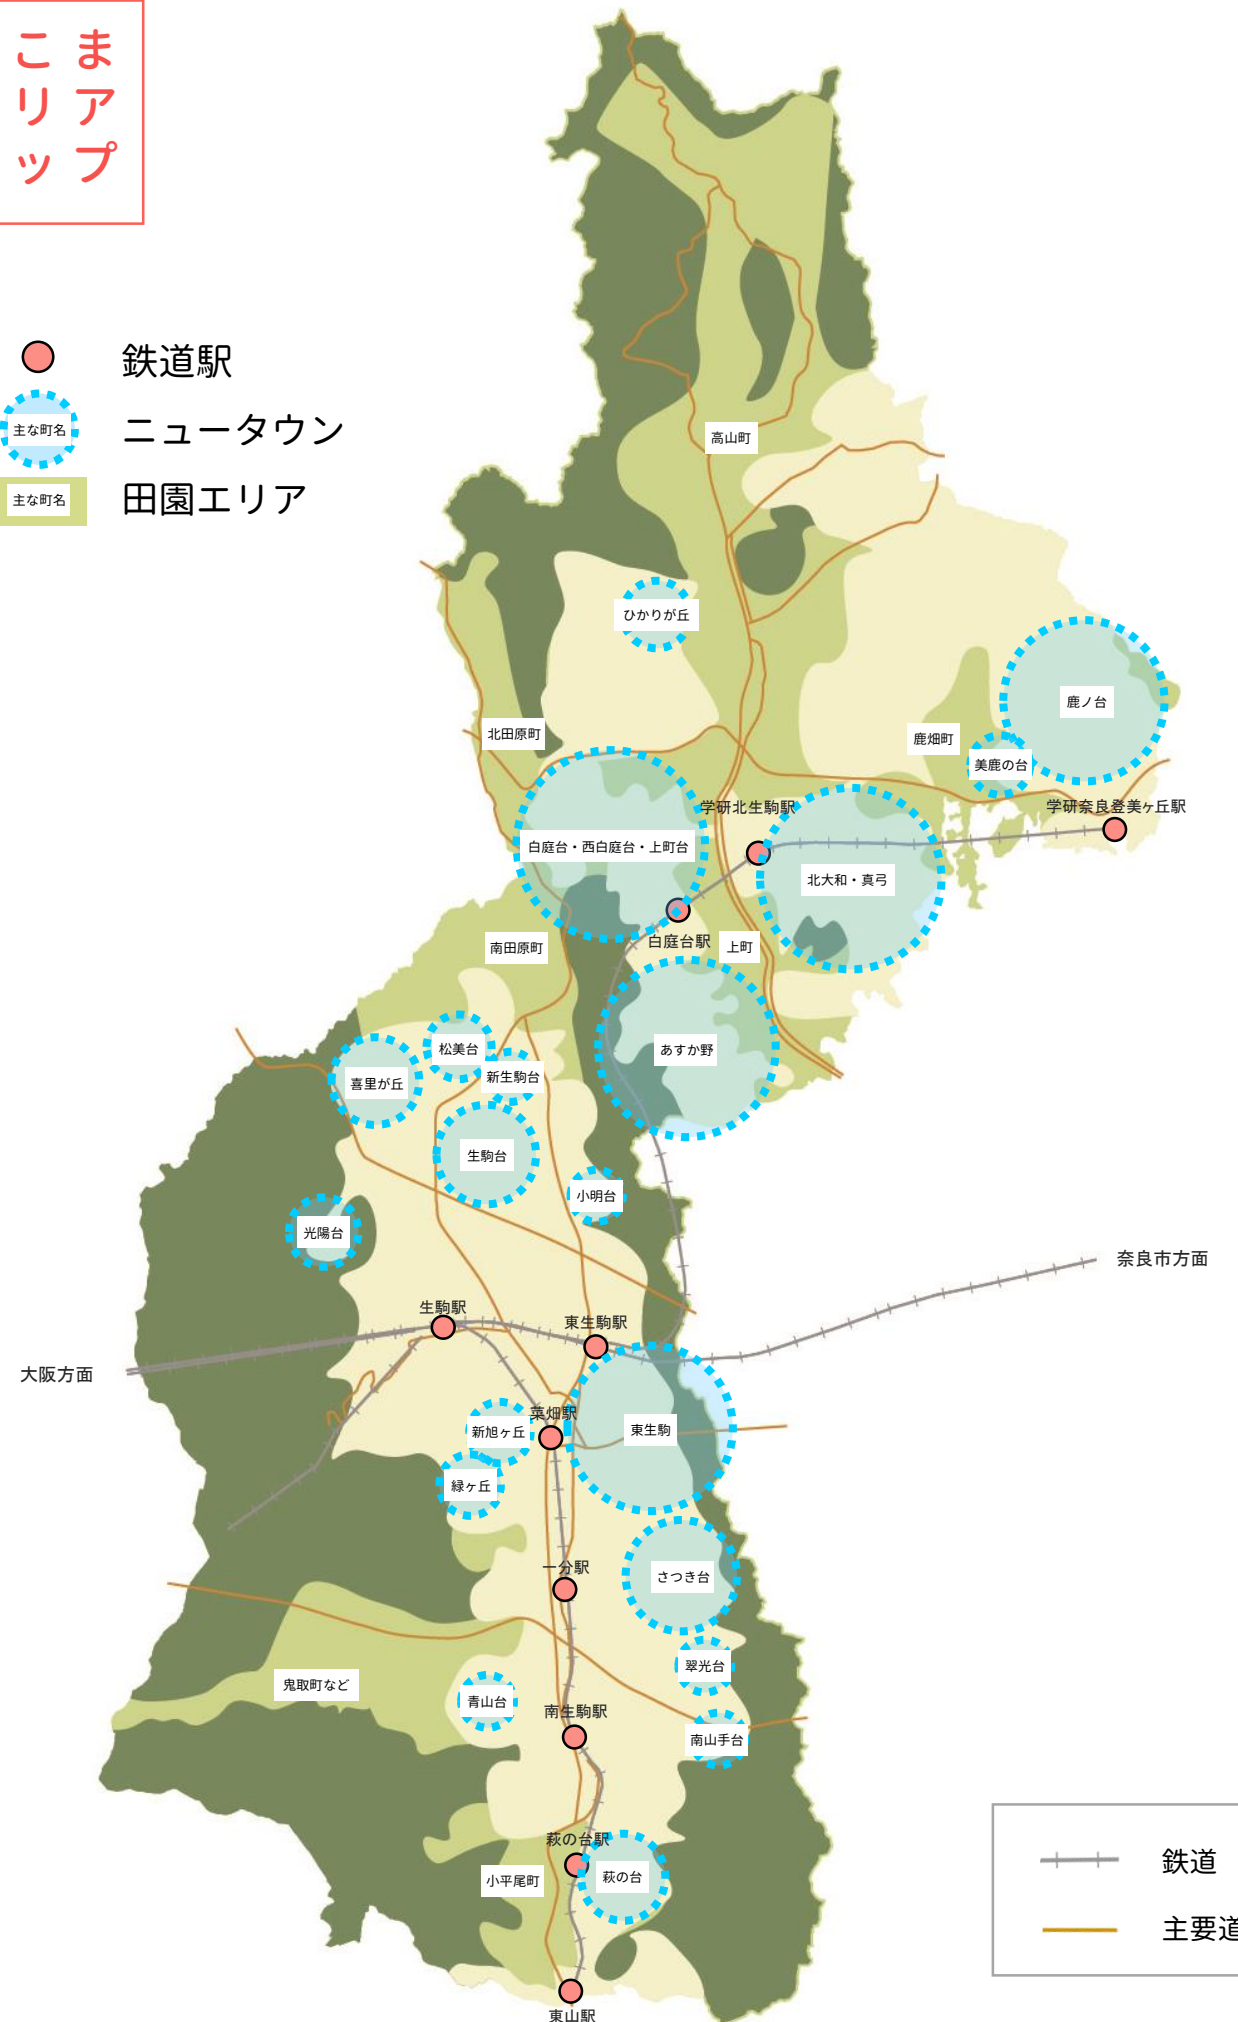 こま
リア
ップ
鉄道駅
主な町名
ニュータウン
主な町名
田園エリア
高山町
ひかりが丘
鹿ノ台
北田原町
鹿畑町
美鹿の台
学研北生駒駅
学研奈良登美ヶ丘駅
白庭台・西白庭台・上町台
北大和・真弓
白庭台駅
上町
南田原町
松美台
あすか野
新生駒台
喜里が丘
生駒台
小明台
光陽台
奈良市方面
生駒駅
東生駒駅
大阪方面
菜畑駅
新旭ヶ丘
東生駒
緑ヶ丘
一分駅
さつき台
翠光台
鬼取町など
青山台
南生駒駅
南山手台
萩の台駅
小平尾町
萩の台
鉄道
主要道
東山駅